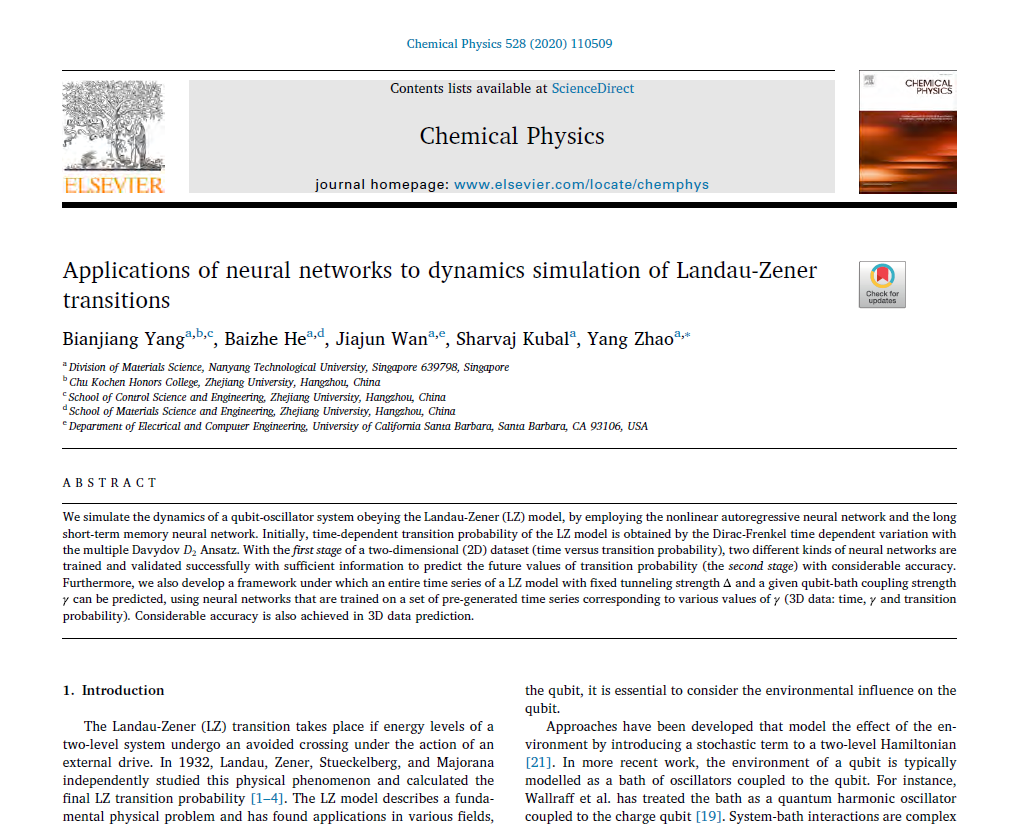 Chemical Physics 528 (2020) 110509
Contents lists available at ScienceDirect
Chemical Physics
journal homepage: www.elsevier.com/locate/chemphys
ELSEVIER
CHEMICAL
PHYSICS
Applications of neural networks to dynamics simulation of Landau-Zener
transitions
Check for
updates
Bianjiang Yang a,b,c, Baizhe He a,d, Jiajun Wan a,e, Sharvaj Kubal a, Yang Zhao a,*
a Division of Materials Science, Nanyang Technological University, Singapore 639798, Singapore
b Chu Kochen Honors College, Zhejiang University, Hangzhou, China
c School of Control Science and Engineering, Zhejiang University, Hangzhou, China
d School of Materials Science and Engineering, Zhejiang University, Hangzhou, China
e Department of Electrical and Computer Engineering, University of California Santa Barbara, Santa Barbara, CA 93106, USA
ABSTRACT
We simulate the dynamics of a qubit-oscillator system obeying the Landau-Zener (LZ) model, by employing the nonlinear autoregressive neural network and the long
short-term memory neural network. Initially, time-dependent transition probability of the LZ model is obtained by the Dirac-Frenkel time dependent variation with
the multiple Davydov D2 Ansatz. With the first stage of a two-dimensional (2D) dataset (time versus transition probability), two different kinds of neural networks are
trained and validated successfully with sufficient information to predict the future values of transition probability (the second stage) with considerable accuracy.
Furthermore, we also develop a framework under which an entire time series of a LZ model with fixed tunneling strength Δ and a given qubit-bath coupling strength
γ can be predicted, using neural networks that are trained on a set of pre-generated time series corresponding to various values of γ (3D data: time, γ and transition
probability). Considerable accuracy is also achieved in 3D data prediction.
1. Introduction
The Landau-Zener (LZ) transition takes place if energy levels of a
two-level system undergo an avoided crossing under the action of an
external drive. In 1932, Landau, Zener, Stueckelberg, and Majorana
independently studied this physical phenomenon and calculated the
final LZ transition probability [1–4]. The LZ model describes a funda-
mental physical problem and has found applications in various fields,
the qubit, it is essential to consider the environmental influence on the
qubit.
Approaches have been developed that model the effect of the en-
vironment by introducing a stochastic term to a two-level Hamiltonian
[21]. In more recent work, the environment of a qubit is typically
modelled as a bath of oscillators coupled to the qubit. For instance,
Wallraff et al. has treated the bath as a quantum harmonic oscillator
coupled to the charge qubit [19]. System-bath interactions are complex